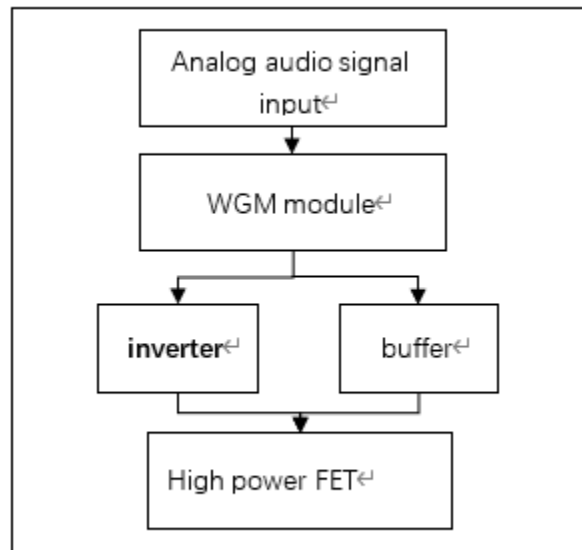 Analog audio signal
input↵
WGM module↵
inverter↵
buffer↵
High power FET↵